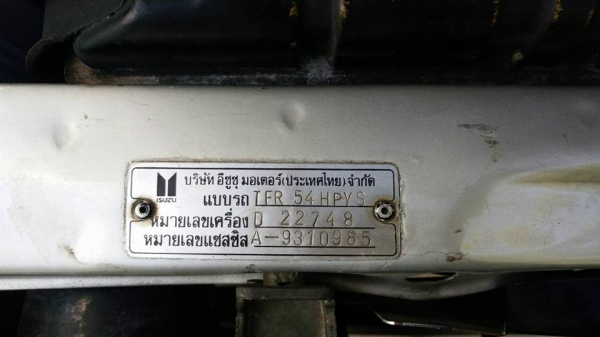 บริษัท อีซูซุ มอเตอร์(ประเทศไทย)จำกัด
ISUZU
แบบรถ TFR 54HPYS
หมายเลขเครื่อง D 22748
หมายเลขแชสซิส A-9310985